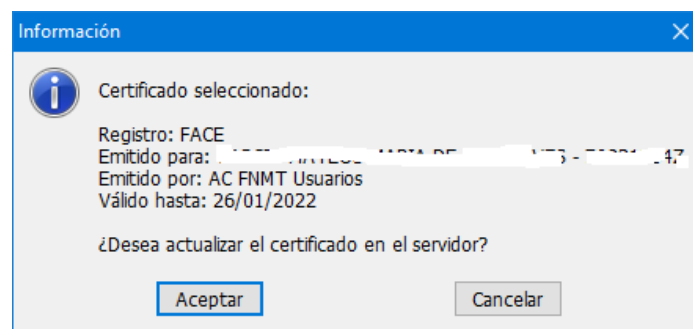 Información
Certificado seleccionado:
Registro: FACE
Emitido para:
Emitido por: AC FNMT Usuarios
Válido hasta: 26/01/2022
¿Desea actualizar el certificado en el servidor?
Aceptar
Cancelar